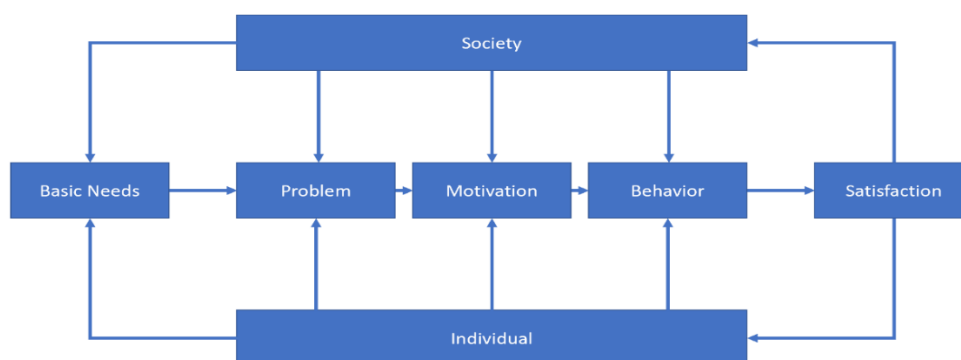 Society
Basic Needs
Problem
Motivation
Behavior
Satisfaction
Individual